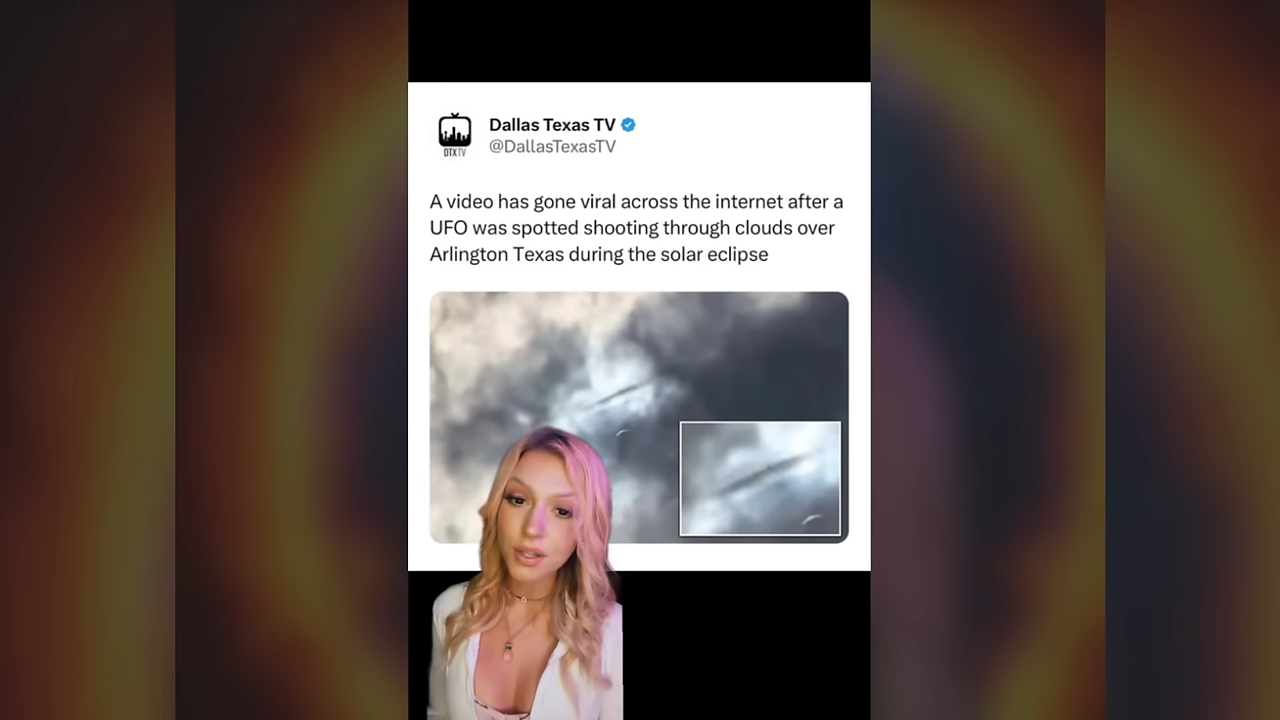 Dallas Texas TV
@DallasTexasTV
DTXTV
A video has gone viral across the internet after a
UFO was spotted shooting through clouds over
Arlington Texas during the solar eclipse